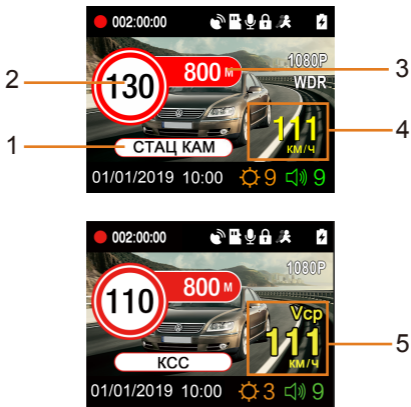 002:00:00
1080P
WDR
2
130
800 м
3
111
км/ч
4
1
СТАЦ КАМ
01/01/2019 10:00 9 9
002:00:00
1080P
110
800 м
Vcp
111
км/ч
5
КСС
01/01/2019 10:00 3 9